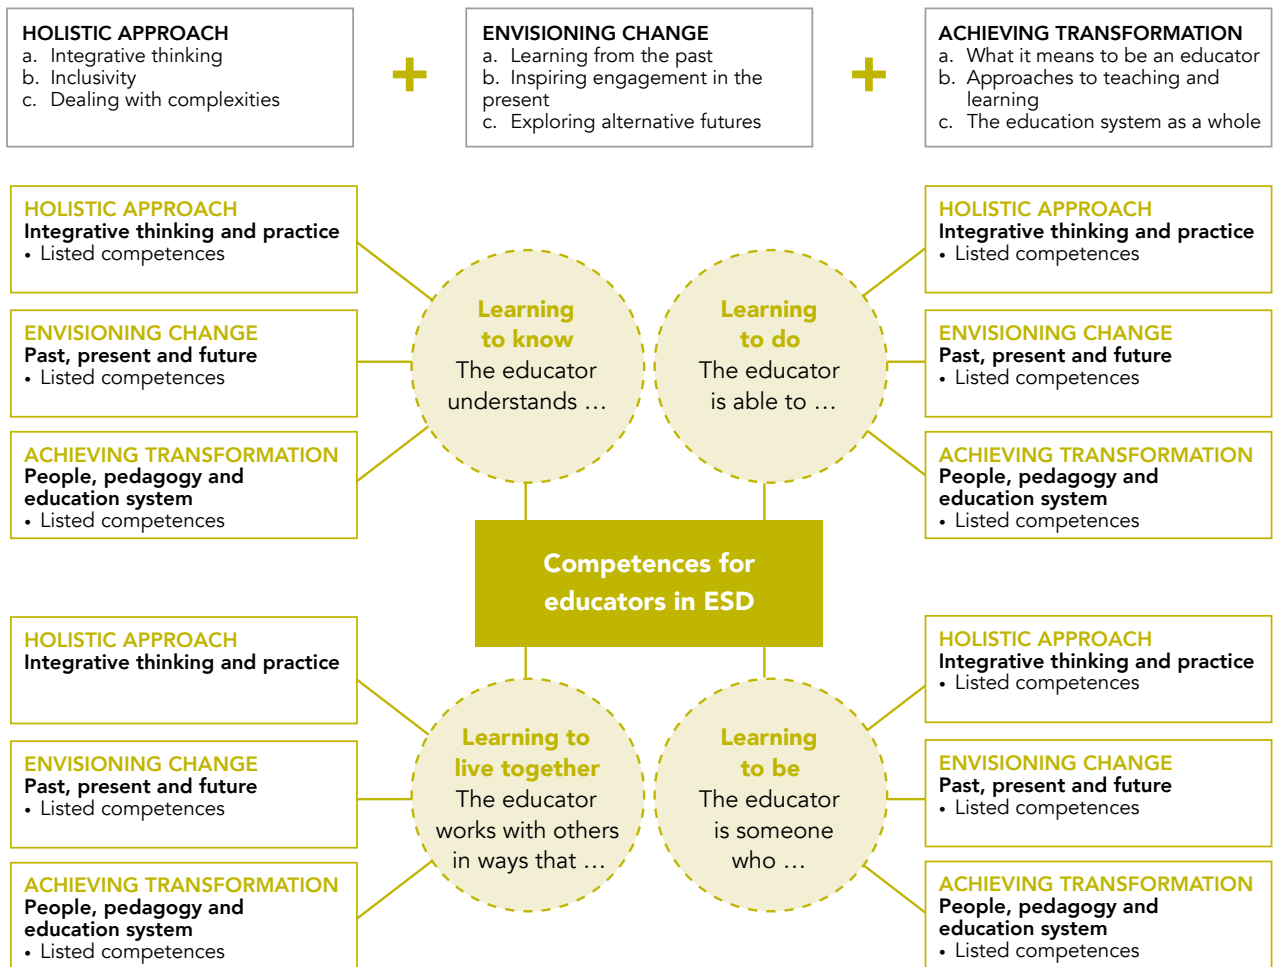 HOLISTIC APPROACH
a. Integrative thinking
b. Inclusivity
c. Dealing with complexities
+
ENVISIONING CHANGE
a. Learning from the past
b. Inspiring engagement in the
present
c. Exploring alternative futures
+
ACHIEVING TRANSFORMATION
a. What it means to be an educator
b. Approaches to teaching and
learning
c. The education system as a whole
HOLISTIC APPROACH
Integrative thinking and practice
• Listed competences
ENVISIONING CHANGE
Past, present and future
• Listed competences
ACHIEVING TRANSFORMATION
People, pedagogy and
education system
• Listed competences
Learning
to know
The educator
understands …
Learning
to do
The educator
is able to …
HOLISTIC APPROACH
Integrative thinking and practice
• Listed competences
ENVISIONING CHANGE
Past, present and future
• Listed competences
ACHIEVING TRANSFORMATION
People, pedagogy and
education system
• Listed competences
Competences for
educators in ESD
HOLISTIC APPROACH
Integrative thinking and practice
ENVISIONING CHANGE
Past, present and future
• Listed competences
ACHIEVING TRANSFORMATION
People, pedagogy and
education system
• Listed competences
Learning to
live together
The educator
works with others
in ways that …
Learning
to be
The educator
is someone
who …
HOLISTIC APPROACH
Integrative thinking and practice
• Listed competences
ENVISIONING CHANGE
Past, present and future
• Listed competences
ACHIEVING TRANSFORMATION
People, pedagogy and
education system
• Listed competences